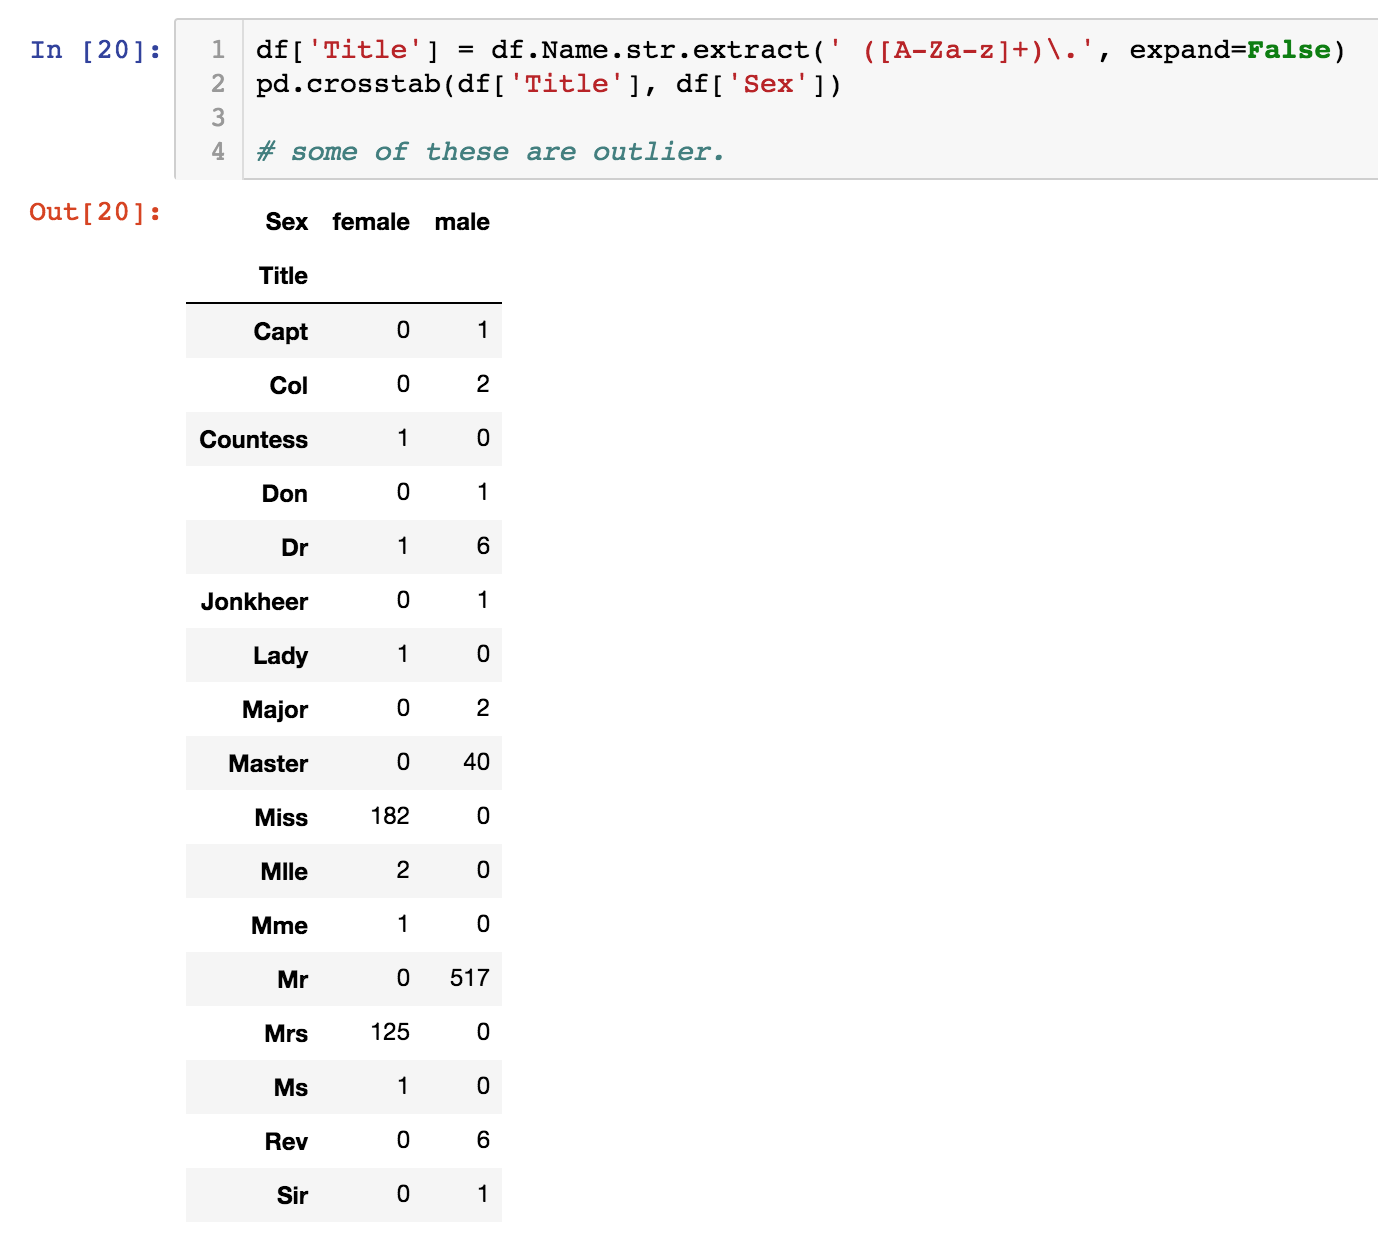 In [20]:
1 df['Title'] = df.Name.str.extract(' ([A-Za-z]+)\.', expand=False)
2 pd.crosstab(df['Title'], df['Sex'])
3
4 # some of these are outlier.
Out[20]:
Sex female male
Title
Capt 0 1
Col 0 2
Countess 1 0
Don 0 1
Dr 1 6
Jonkheer 0 1
Lady 1 0
Major 0 2
Master 0 40
Miss 182 0
Mlle 2 0
Mme 1 0
Mr 0 517
Mrs 125 0
Ms 1 0
Rev 0 6
Sir 0 1